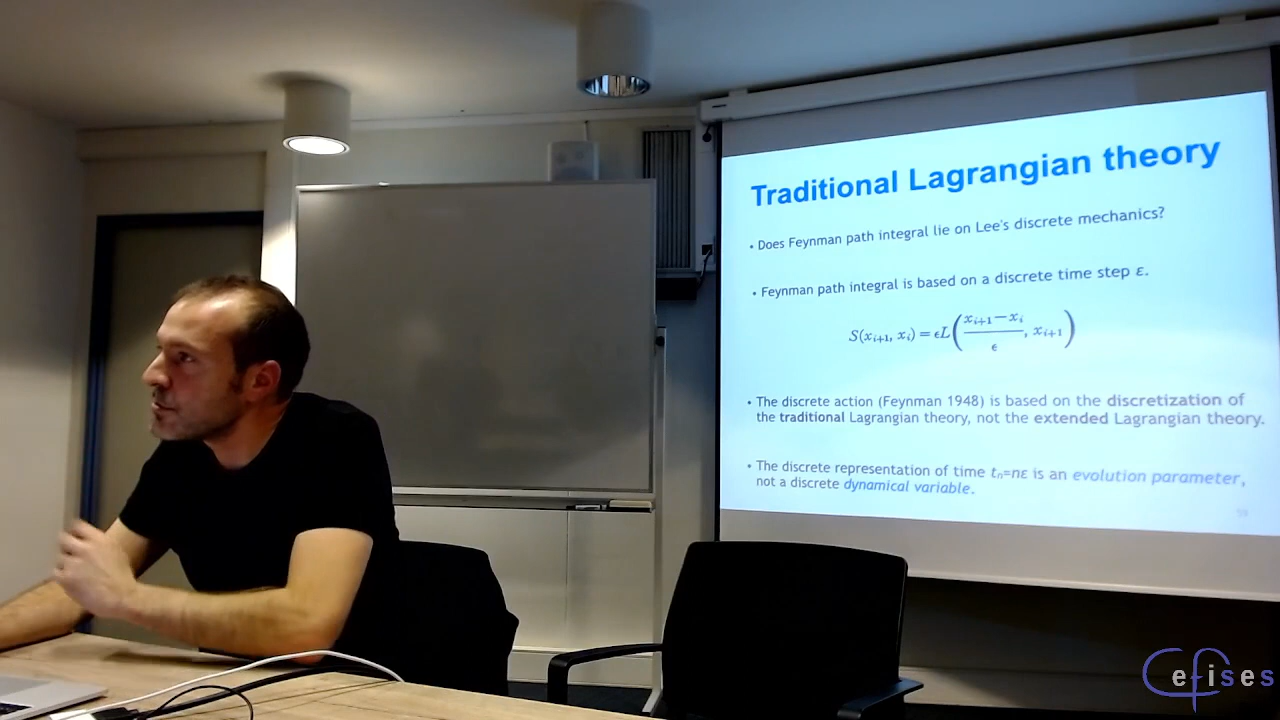 Traditional Lagrangian theory
• Does Feynman path integral lie on Lee's discrete mechanics?
• Feynman path integral is based on a discrete time step ε.
S(xᵢ₊₁, xᵢ) = ϵL((xᵢ₊₁−xᵢ)/ϵ, xᵢ₊₁)
• The discrete action (Feynman 1948) is based on the discretization of
the traditional Lagrangian theory, not the extended Lagrangian theory.
• The discrete representation of time tₙ=nε is an evolution parameter,
not a discrete dynamical variable.
Cefises